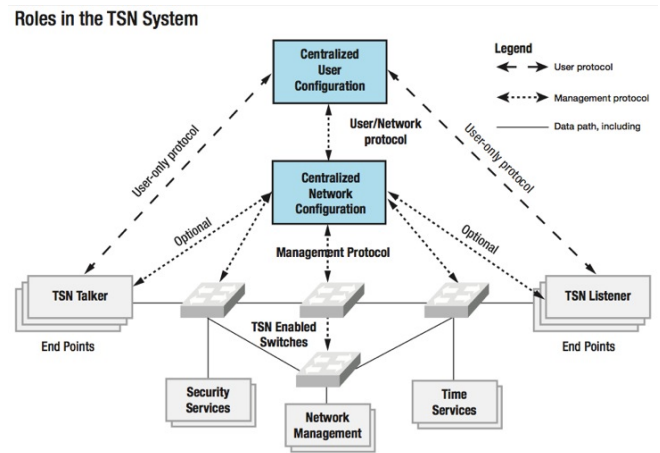 Roles in the TSN System
Centralized
User
Configuration
Legend
User protocol
Management protocol
Data path, including
User/Network
protocol
User-only protocol
User-only protocol
Centralized
Network
Configuration
Optional
Optional
Management Protocol
TSN Talker
TSN Listener
End Points
TSN Enabled
Switches
End Points
Security
Services
Network
Management
Time
Services